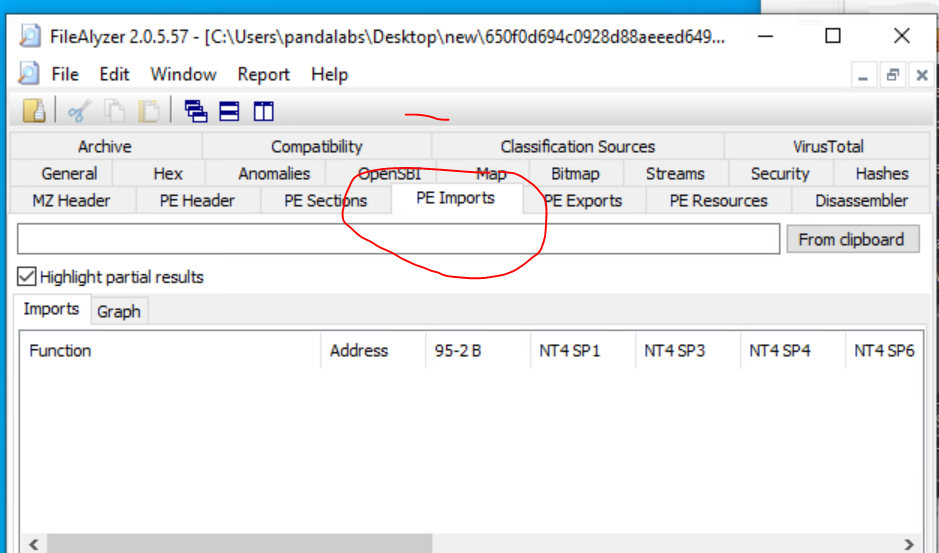 FileAlyzer 2.0.5.57 - [C:\Users\pandalabs\Desktop\new\650f0d694c0928d88aeeed649...
File Edit Window Report Help
Archive Compatibility Classification Sources VirusTotal
General Hex Anomalies OpenSBI Map Bitmap Streams Security Hashes
MZ Header PE Header PE Sections PE Imports PE Exports PE Resources Disassembler
From clipboard
Highlight partial results
Imports Graph
Function Address 95-2 B NT4 SP1 NT4 SP3 NT4 SP4 NT4 SP6